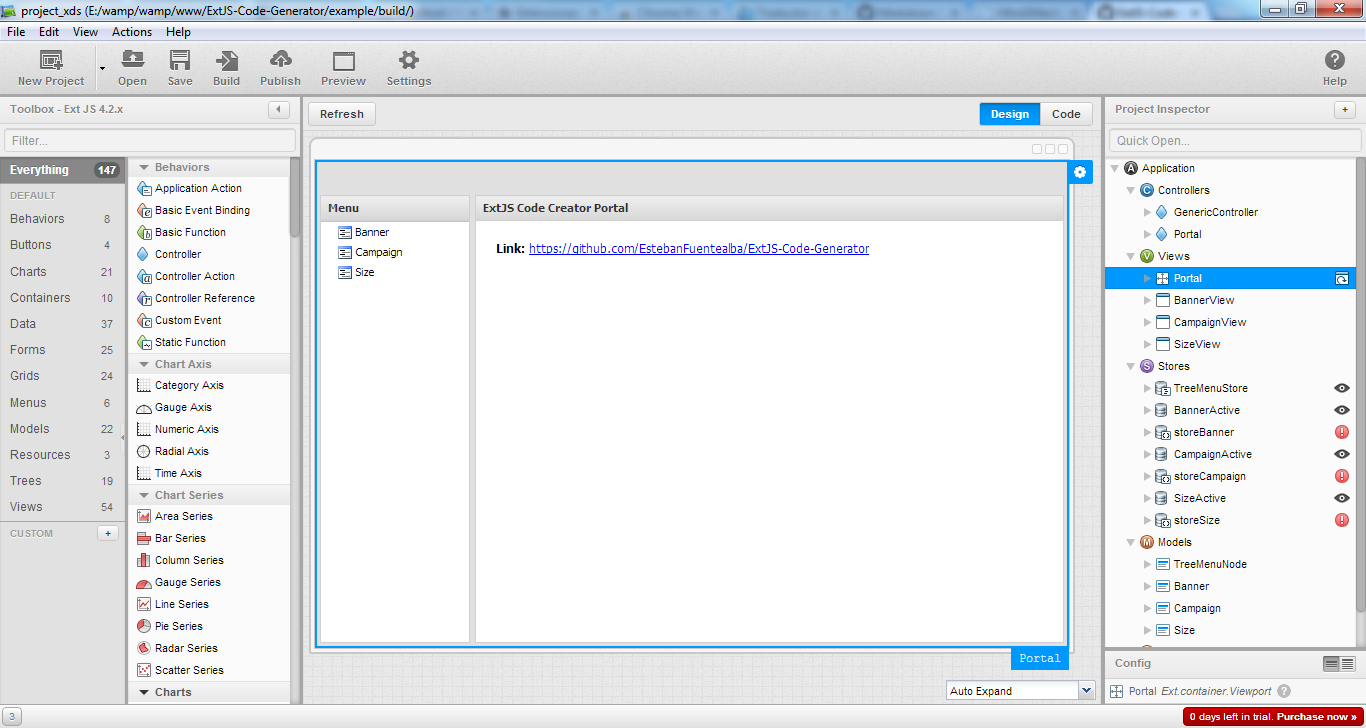 project_xds (E:/wamp/wamp/www/ExtJS-Code-Generator/example/build/)
File Edit View Actions Help
New Project Open Save Build Publish Preview Settings Help
Toolbox - Ext JS 4.2.x
Filter...
Everything 147
DEFAULT
Behaviors 8
Buttons 4
Charts 21
Containers 10
Data 37
Forms 25
Grids 24
Menus 6
Models 22
Resources 3
Trees 19
Views 54
CUSTOM +
Behaviors
Application Action
Basic Event Binding
Basic Function
Controller
Controller Action
Controller Reference
Custom Event
Static Function
Chart Axis
Category Axis
Gauge Axis
Numeric Axis
Radial Axis
Time Axis
Chart Series
Area Series
Bar Series
Column Series
Gauge Series
Line Series
Pie Series
Radar Series
Scatter Series
Charts
Refresh Design Code
Menu
Banner
Campaign
Size
ExtJS Code Creator Portal
Link: https://github.com/EstebanFuentealba/ExtJS-Code-Generator
Portal
Auto Expand
Project Inspector +
Quick Open...
A Application
C Controllers
GenericController
Portal
V Views
Portal
BannerView
CampaignView
SizeView
S Stores
TreeMenuStore
BannerActive
storeBanner
CampaignActive
storeCampaign
SizeActive
storeSize
M Models
TreeMenuNode
Banner
Campaign
Size
Config
Portal Ext.container.Viewport ?
3
0 days left in trial. Purchase now »